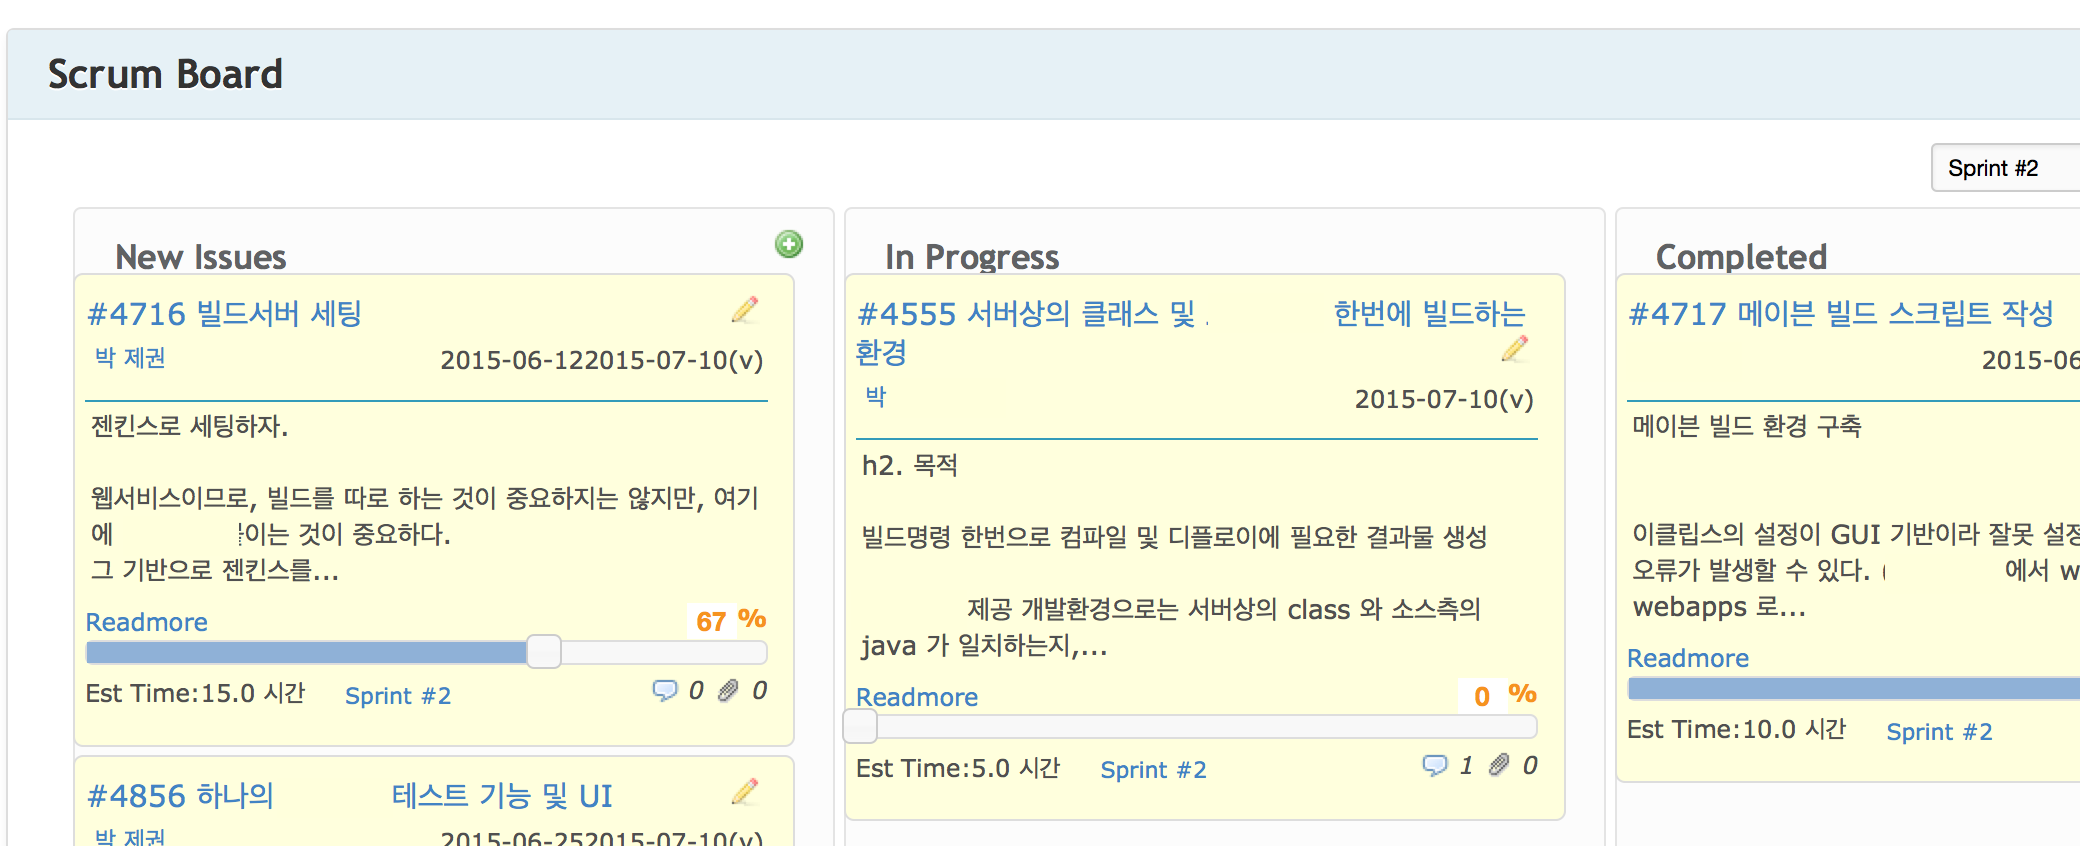 Scrum Board
Sprint #2
New Issues
#4716 빌드서버 세팅
박 제권
2015-06-122015-07-10(v)
젠킨스로 세팅하자.
웹서비스이므로, 빌드를 따로 하는 것이 중요하지는 않지만, 여기
에 이는 것이 중요하다.
그 기반으로 젠킨스를...
Readmore
67 %
Est Time:15.0 시간
Sprint #2
0
0
#4856 하나의 테스트 기능 및 UI
박 제권
2015-06-252015-07-10(v)
In Progress
#4555 서버상의 클래스 및 한번에 빌드하는
환경
박
2015-07-10(v)
h2. 목적
빌드명령 한번으로 컴파일 및 디플로이에 필요한 결과물 생성
제공 개발환경으로는 서버상의 class 와 소스측의
java 가 일치하는지,...
Readmore
0 %
Est Time:5.0 시간
Sprint #2
1
0
Completed
#4717 메이븐 빌드 스크립트 작성
2015-06
메이븐 빌드 환경 구축
이클립스의 설정이 GUI 기반이라 잘못 설정
오류가 발생할 수 있다. ( 에서 w
webapps 로...
Readmore
Est Time:10.0 시간
Sprint #2